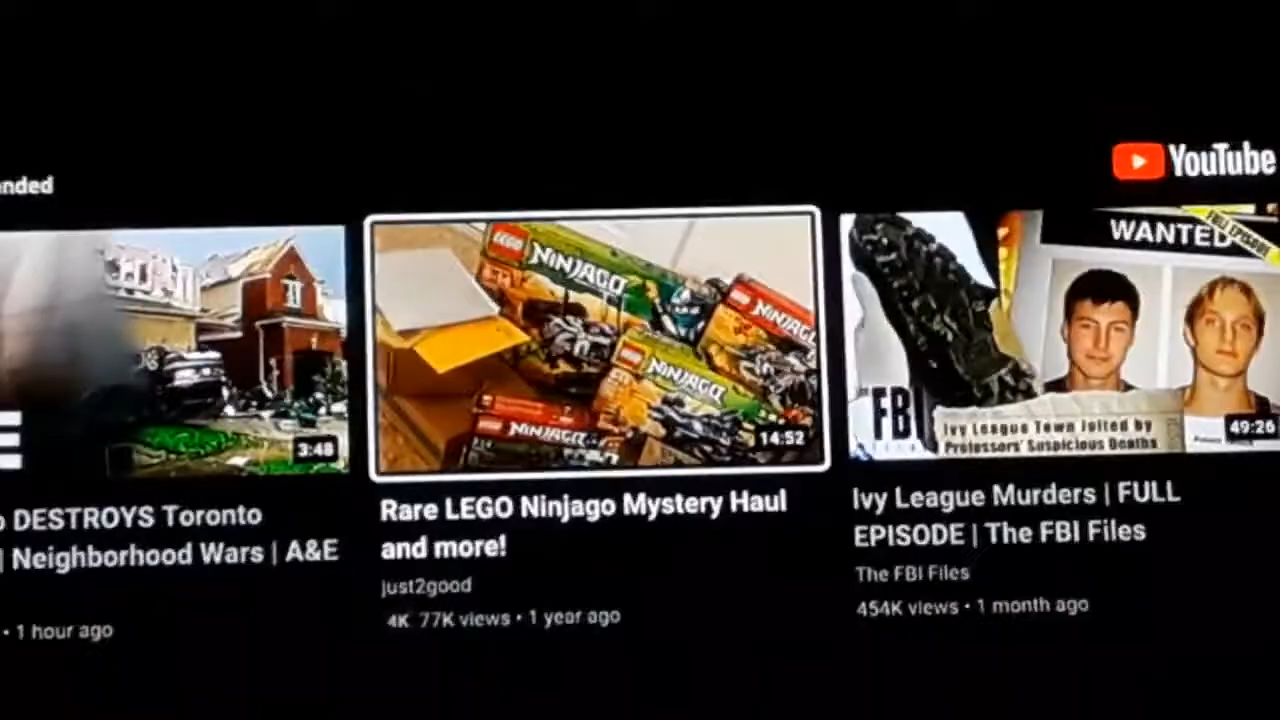 YouTube
nded
LEGO NINJAGO
LEGO NINJAGO
LEGO NINJAGO
NINJAGO
3:48
14:52
WANTED
FULL EPISODE
FBI
Ivy League Town Jolted by
Professors' Suspicious Deaths
49:26
DESTROYS Toronto
| Neighborhood Wars | A&E
• 1 hour ago
Rare LEGO Ninjago Mystery Haul
and more!
just2good
4K 77K views • 1 year ago
Ivy League Murders | FULL
EPISODE | The FBI Files
The FBI Files
454K views • 1 month ago